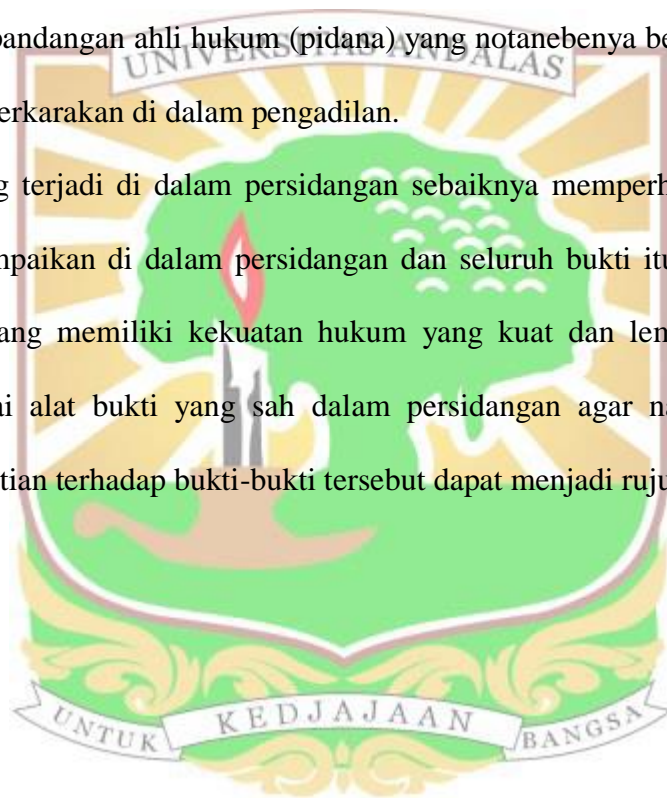 pandangan ahli hukum (pidana) yang notanebenya be
UNIVERSITAS ANDALAS
erkarakan di dalam pengadilan.
g terjadi di dalam persidangan sebaiknya memperh
mpaikan di dalam persidangan dan seluruh bukti itu
ang memiliki kekuatan hukum yang kuat dan lem
ai alat bukti yang sah dalam persidangan agar na
tian terhadap bukti-bukti tersebut dapat menjadi ruju
UNTUK KEDJAJAAN BANGSA